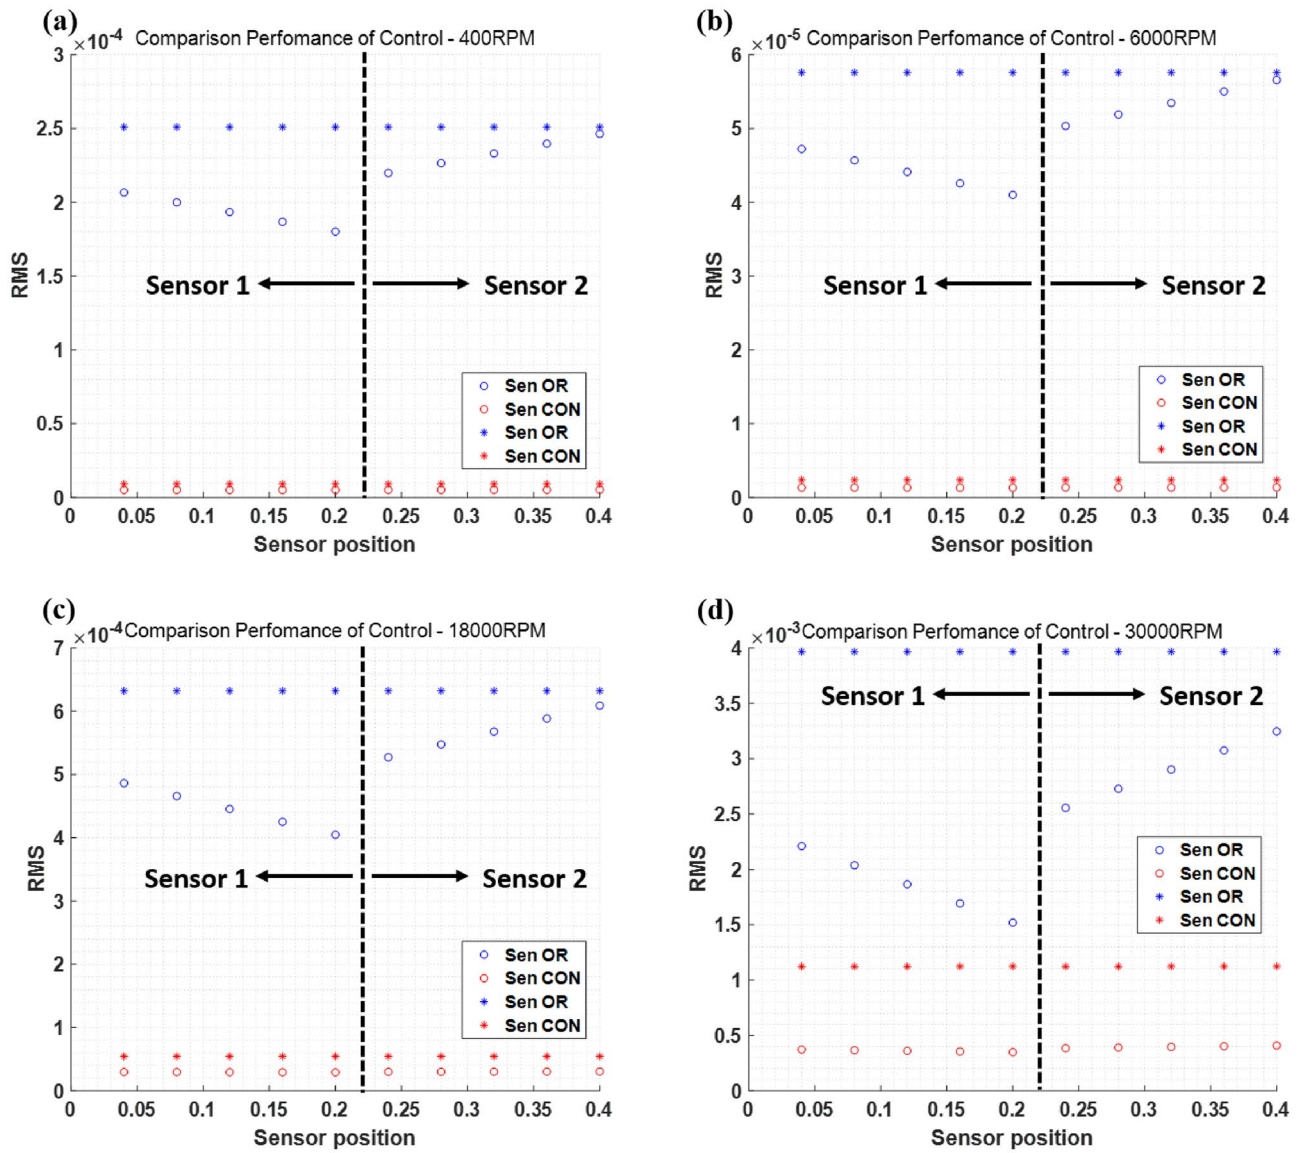 (a)
×10-4 Comparison Perfomance of Control - 400RPM
3
2.5
2
1.5
1
0.5
0
RMS
Sensor 1
Sensor 2
Sen OR
Sen CON
Sen OR
Sen CON
0 0.05 0.1 0.15 0.2 0.25 0.3 0.35 0.4
Sensor position
(b)
×10-5 Comparison Perfomance of Control - 6000RPM
6
5
4
3
2
1
0
RMS
Sensor 1
Sensor 2
Sen OR
Sen CON
Sen OR
Sen CON
0 0.05 0.1 0.15 0.2 0.25 0.3 0.35 0.4
Sensor position
(c)
×10-4 Comparison Perfomance of Control - 18000RPM
7
6
5
4
3
2
1
0
RMS
Sensor 1
Sensor 2
Sen OR
Sen CON
Sen OR
Sen CON
0 0.05 0.1 0.15 0.2 0.25 0.3 0.35 0.4
Sensor position
(d)
×10-3 Comparison Perfomance of Control - 30000RPM
4
3.5
3
2.5
2
1.5
1
0.5
0
RMS
Sensor 1
Sensor 2
Sen OR
Sen CON
Sen OR
Sen CON
0 0.05 0.1 0.15 0.2 0.25 0.3 0.35 0.4
Sensor position